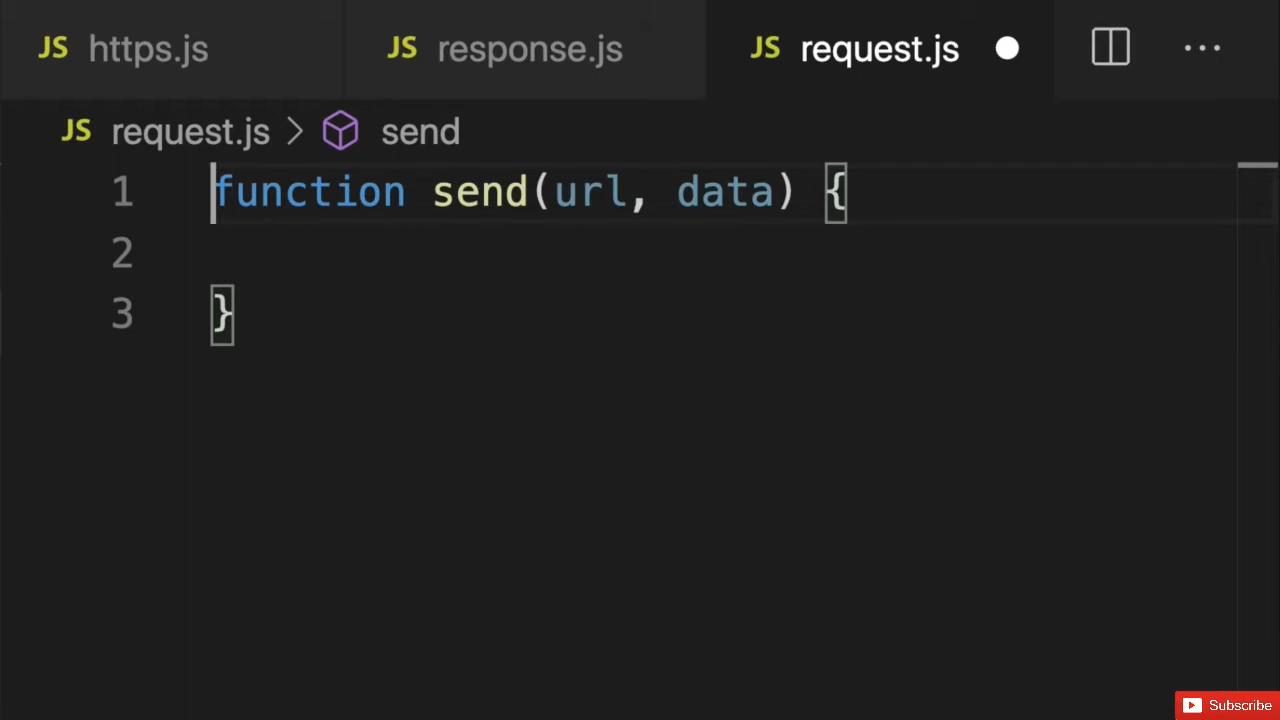 JS https.js JS response.js JS request.js ● ...
JS request.js > send
1 function send(url, data) {
2
3 }
Subscribe